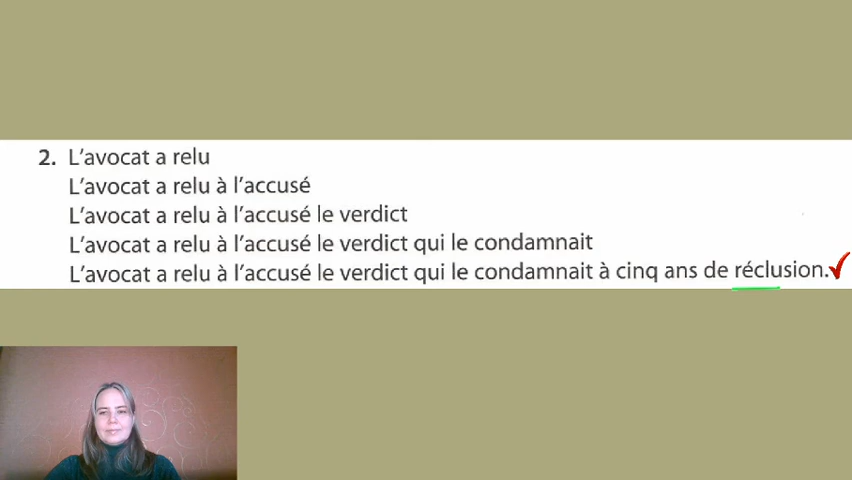 2. L'avocat a relu
L'avocat a relu à l'accusé
L'avocat a relu à l'accusé le verdict
L'avocat a relu à l'accusé le verdict qui le condamnait
L'avocat a relu à l'accusé le verdict qui le condamnait à cinq ans de réclusion.